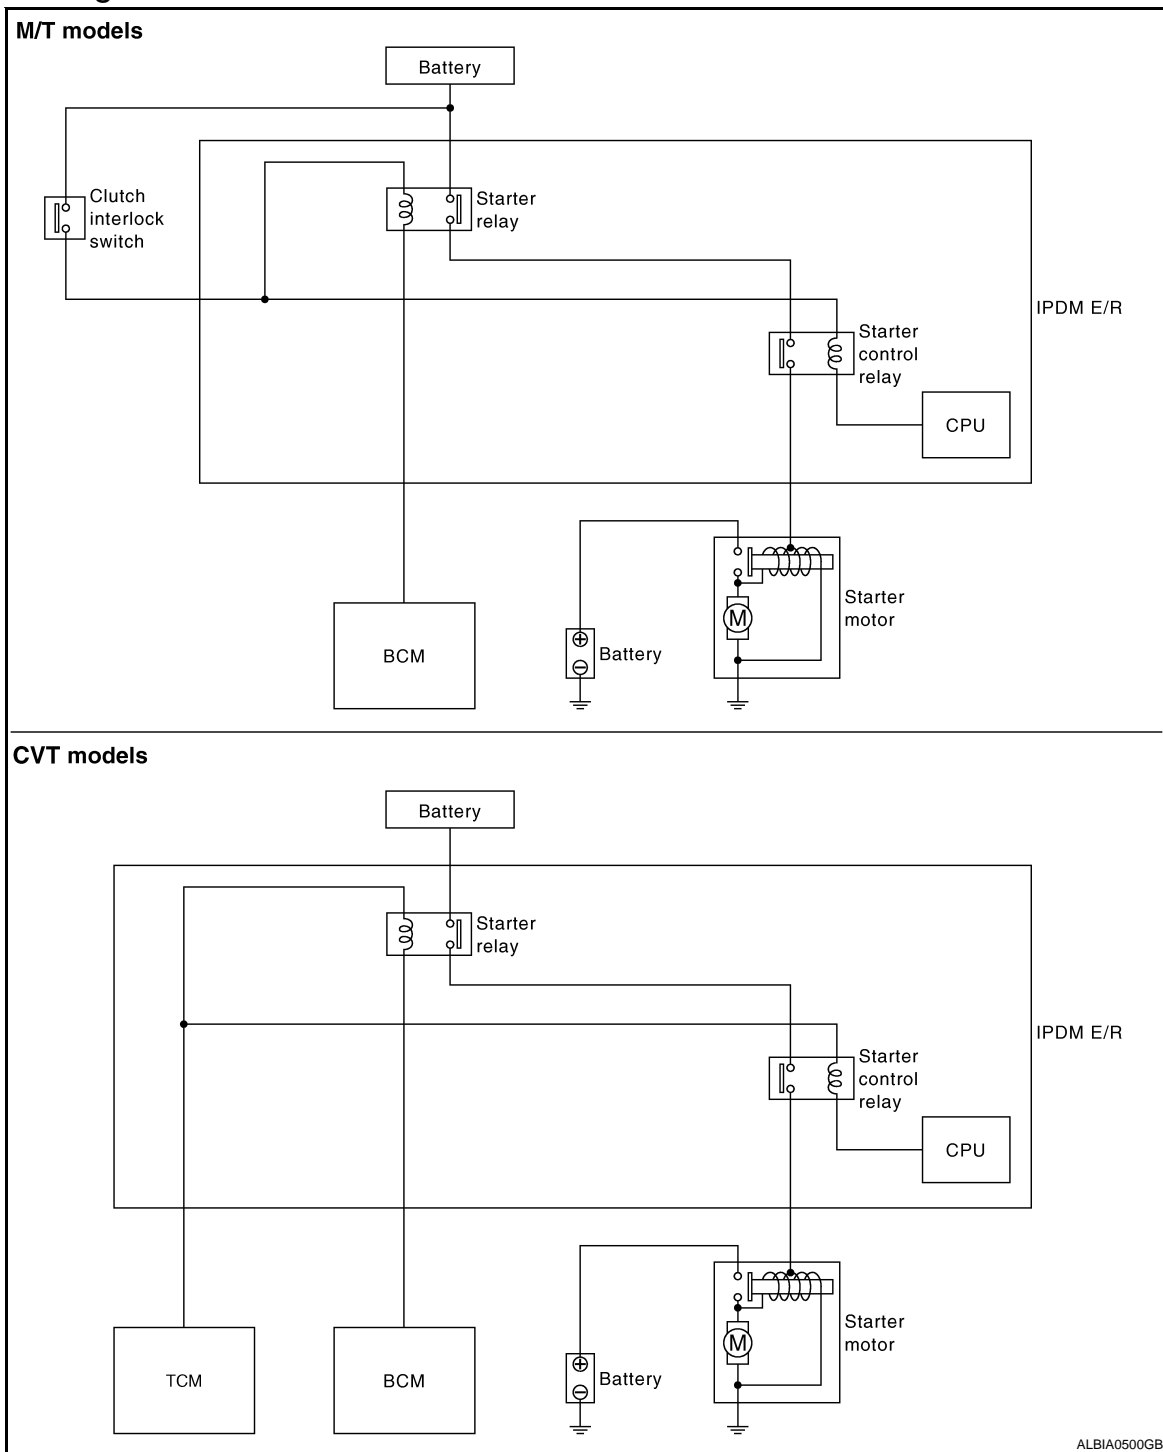 M/T models
Battery
Clutch
interlock
switch
Starter
relay
IPDM E/R
Starter
control
relay
CPU
BCM
Battery
Starter
motor
M
CVT models
Battery
Starter
relay
IPDM E/R
Starter
control
relay
CPU
TCM
BCM
Battery
Starter
motor
M
ALBIA0500GB